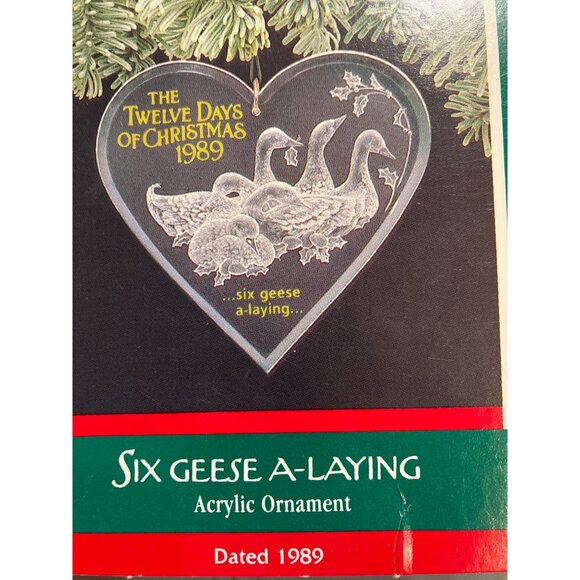 THE
TWELVE DAYS
OF CHRISTMAS
1989
...six geese
a-laying...
SIX GEESE A-LAYING
Acrylic Ornament
Dated 1989